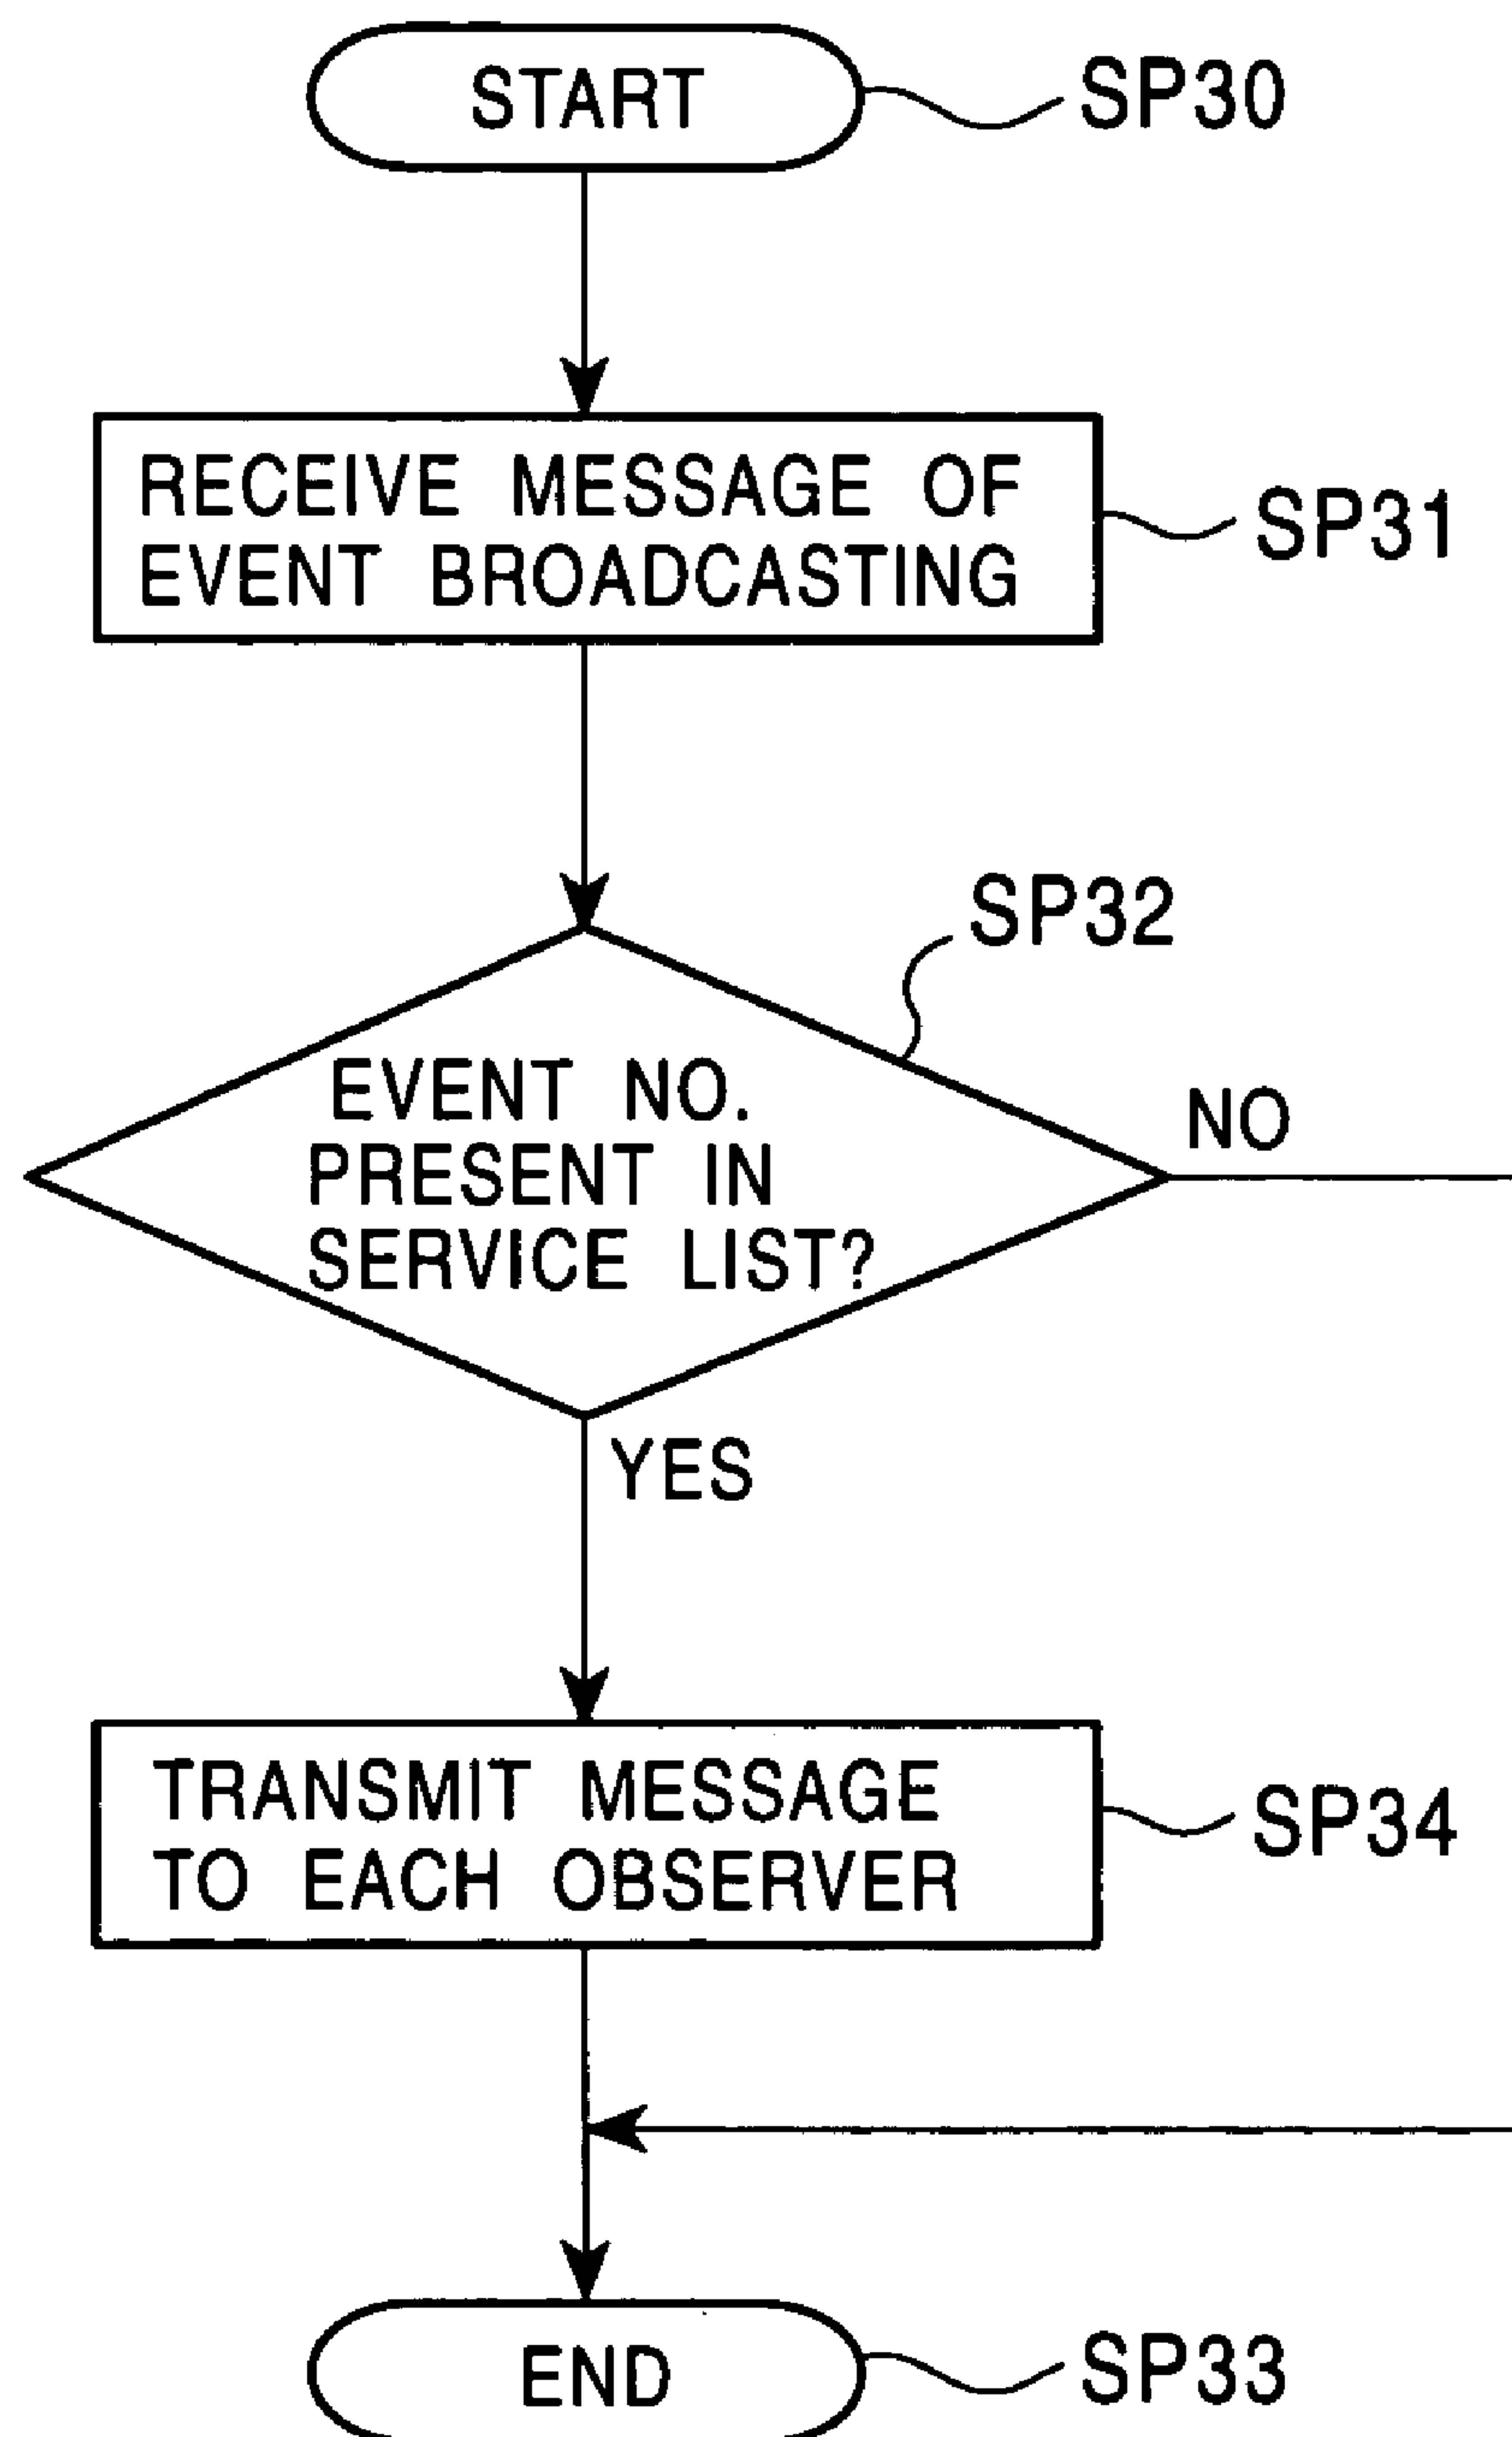 START
SP30
RECEIVE MESSAGE OF
EVENT BROADCASTING
SP31
SP32
EVENT NO.
PRESENT IN
SERVICE LIST?
NO
YES
TRANSMIT MESSAGE
TO EACH OBSERVER
SP34
END
SP33